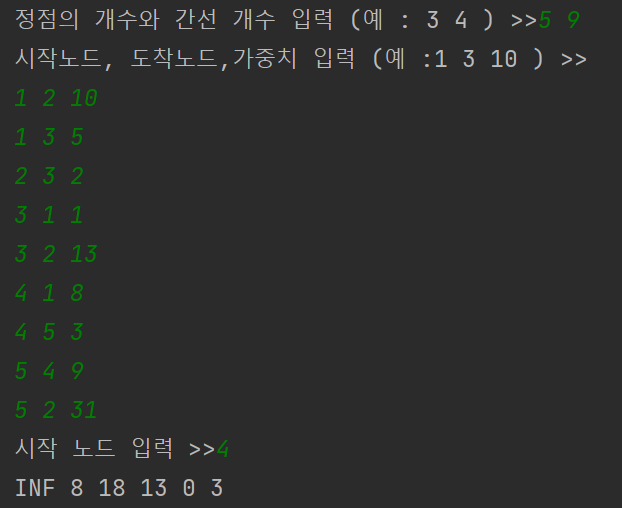 정점의 개수와 간선 개수 입력 (예 : 3 4 ) >>5 9
시작노드, 도착노드,가중치 입력 (예 :1 3 10 ) >>
1 2 10
1 3 5
2 3 2
3 1 1
3 2 13
4 1 8
4 5 3
5 4 9
5 2 31
시작 노드 입력 >>4
INF 8 18 13 0 3